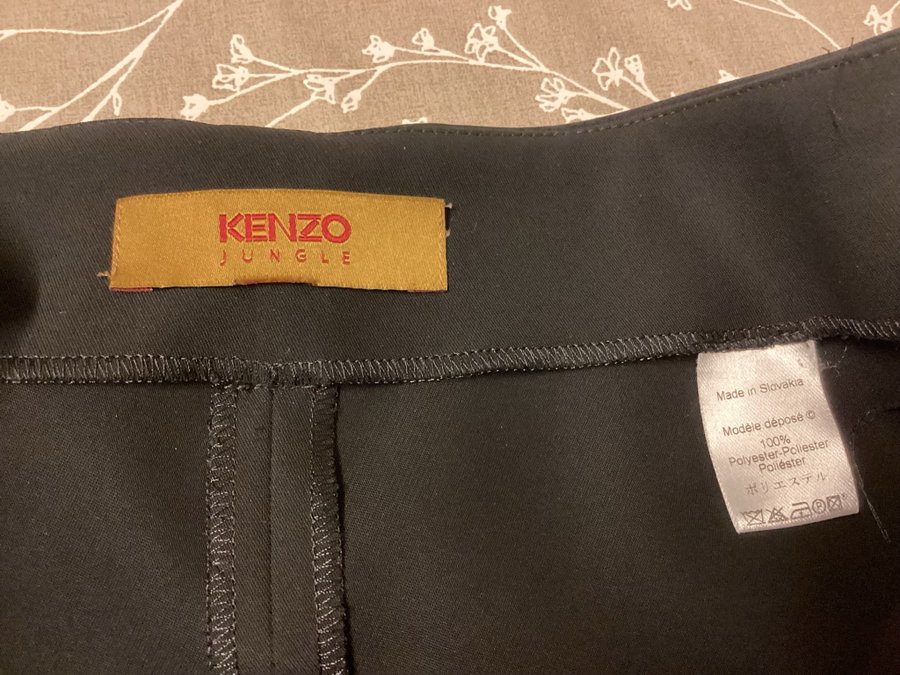 KENZO
JUNGLE
Made in Slovakia
Modèle déposé ©
100%
Polyester-Poliester
Poliéster
ポリエステル